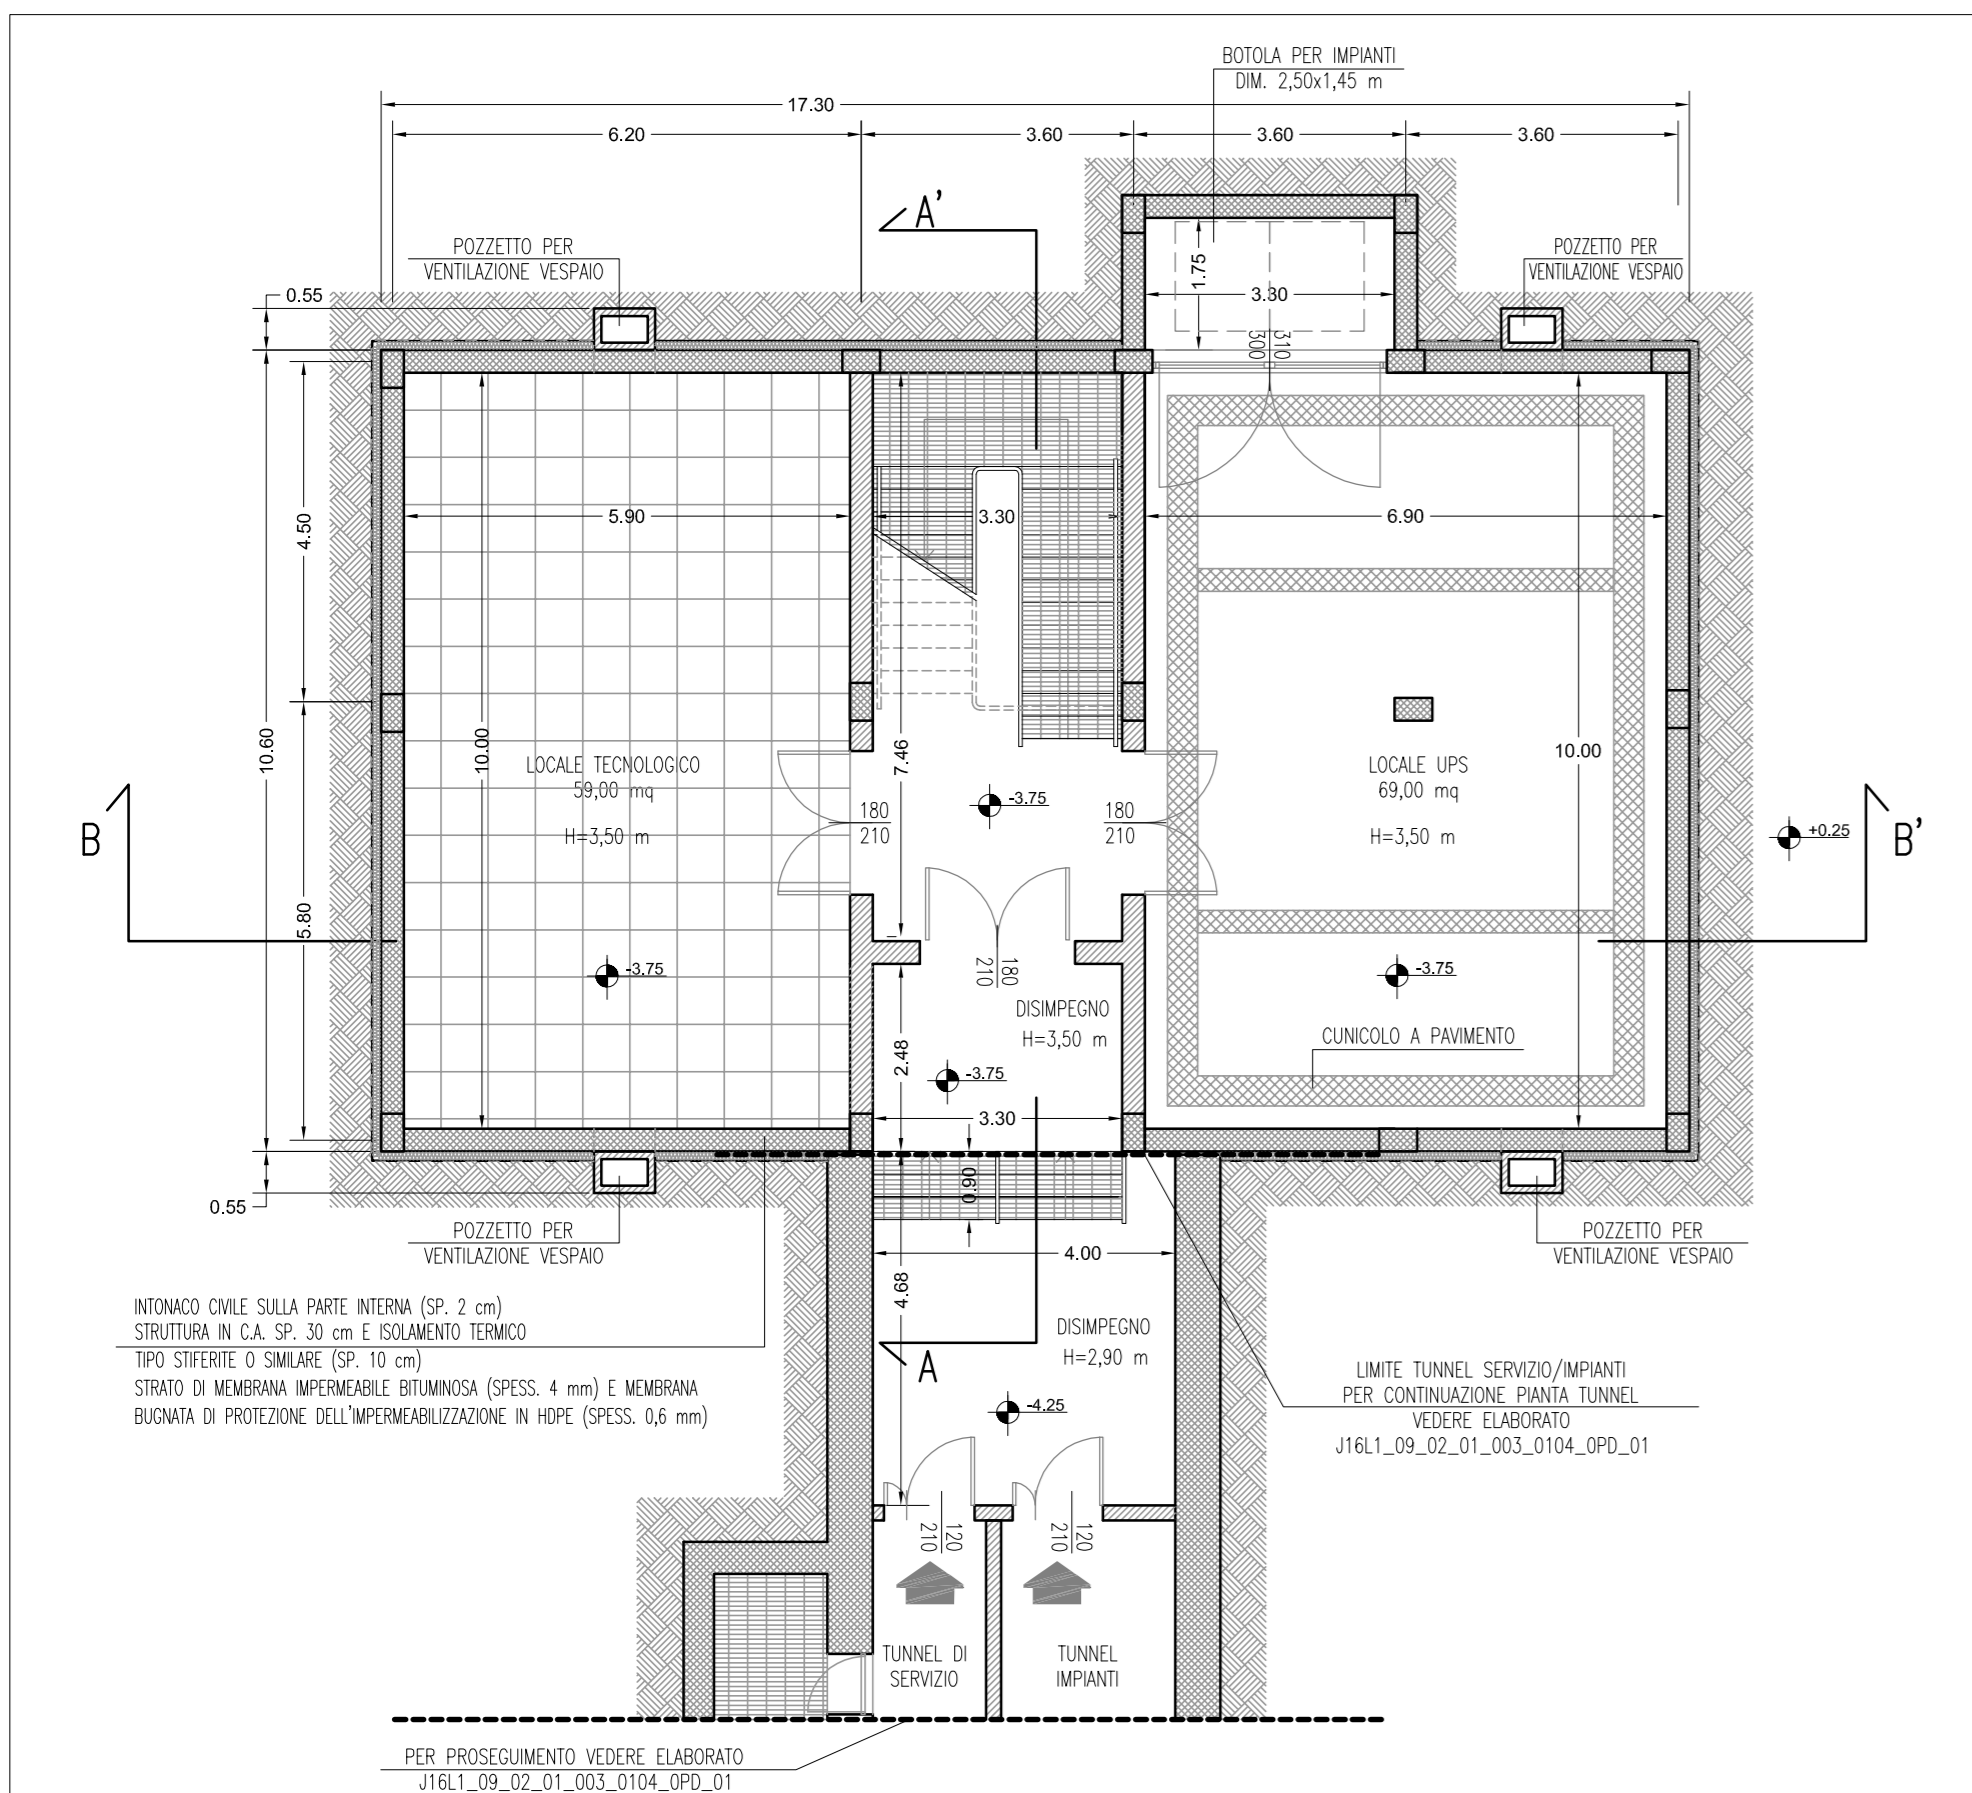 BOTOLA PER IMPIANTI
DIM. 2,50x1,45 m
17.30
6.20
3.60
3.60
3.60
A'
POZZETTO PER
VENTILAZIONE VESPAIO
POZZETTO PER
VENTILAZIONE VESPAIO
1.75
3.30
0.55
310
300
4.50
5.90
3.30
6.90
10.60
10.00
7.46
10.00
LOCALE TECNOLOGICO
59,00 mq
H=3,50 m
LOCALE UPS
69,00 mq
H=3,50 m
-3.75
180
210
180
210
B
B'
+0.25
5.80
-3.75
180
210
-3.75
DISIMPEGNO
H=3,50 m
CUNICOLO A PAVIMENTO
2.48
-3.75
3.30
0.90
0.55
POZZETTO PER
VENTILAZIONE VESPAIO
POZZETTO PER
VENTILAZIONE VESPAIO
4.00
4.68
INTONACO CIVILE SULLA PARTE INTERNA (SP. 2 cm)
STRUTTURA IN C.A. SP. 30 cm E ISOLAMENTO TERMICO
TIPO STIFERITE O SIMILARE (SP. 10 cm)
STRATO DI MEMBRANA IMPERMEABILE BITUMINOSA (SPESS. 4 mm) E MEMBRANA
BUGNATA DI PROTEZIONE DELL'IMPERMEABILIZZAZIONE IN HDPE (SPESS. 0,6 mm)
DISIMPEGNO
H=2,90 m
A
-4.25
LIMITE TUNNEL SERVIZIO/IMPIANTI
PER CONTINUAZIONE PIANTA TUNNEL
VEDERE ELABORATO
J16L1_09_02_01_003_0104_0PD_01
120
210
120
210
TUNNEL DI
SERVIZIO
TUNNEL
IMPIANTI
PER PROSEGUIMENTO VEDERE ELABORATO
J16L1_09_02_01_003_0104_0PD_01